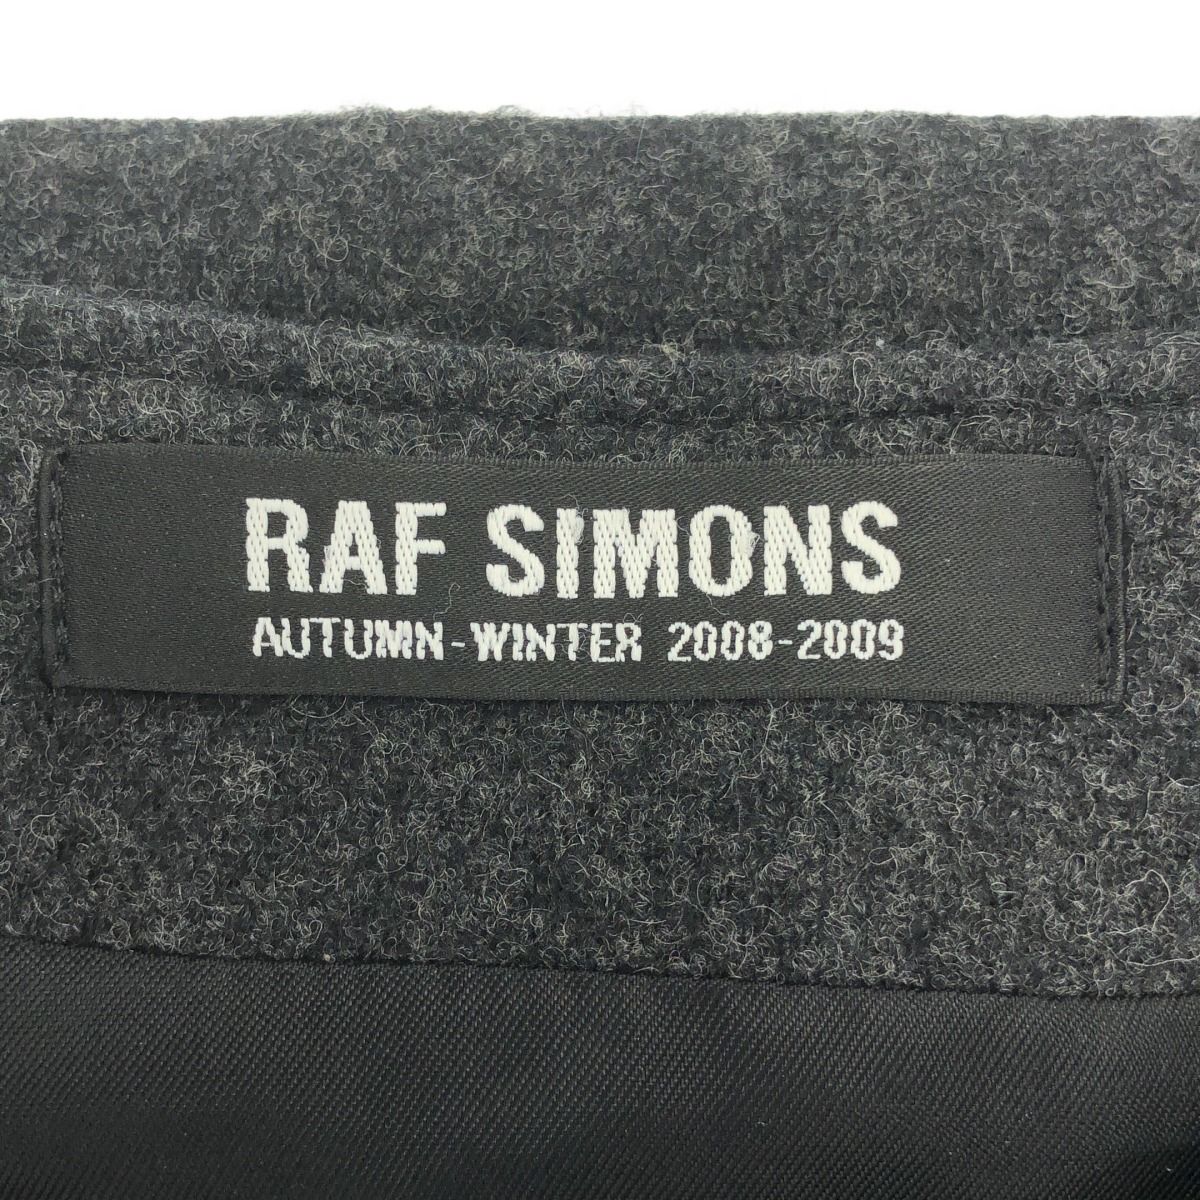 RAF SIMONS
AUTUMN-WINTER 2008-2009